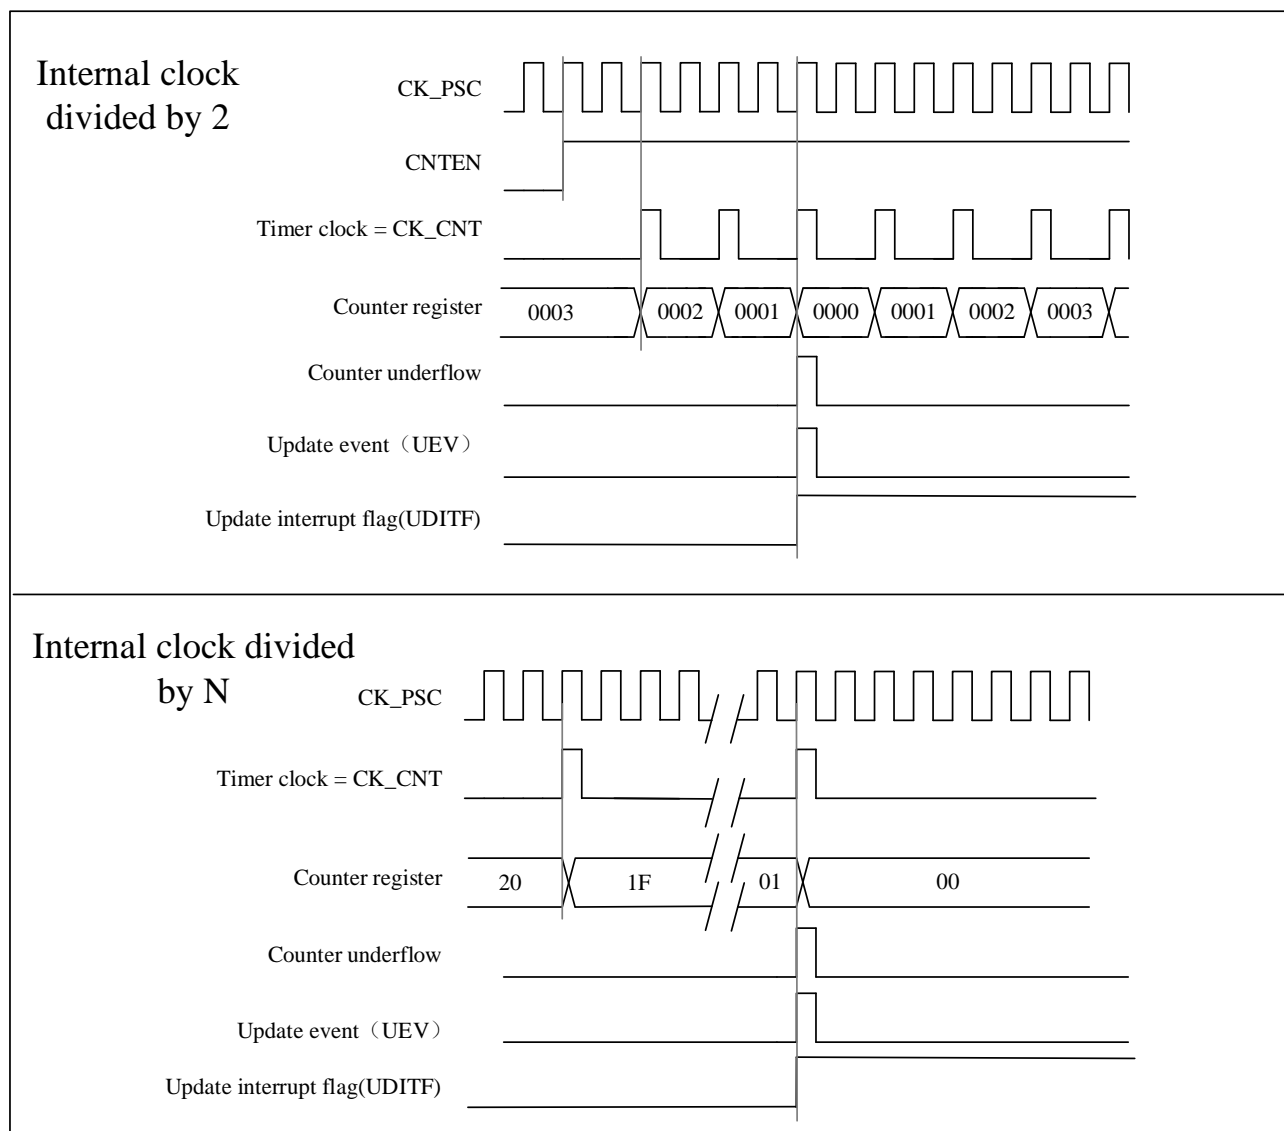 Internal clock
divided by 2
CK_PSC
CNTEN
Timer clock = CK_CNT
Counter register
0003 0002 0001 0000 0001 0002 0003
Counter underflow
Update event（UEV）
Update interrupt flag(UDITF)
Internal clock divided
by N
CK_PSC
Timer clock = CK_CNT
Counter register
20 1F 01 00
Counter underflow
Update event（UEV）
Update interrupt flag(UDITF)